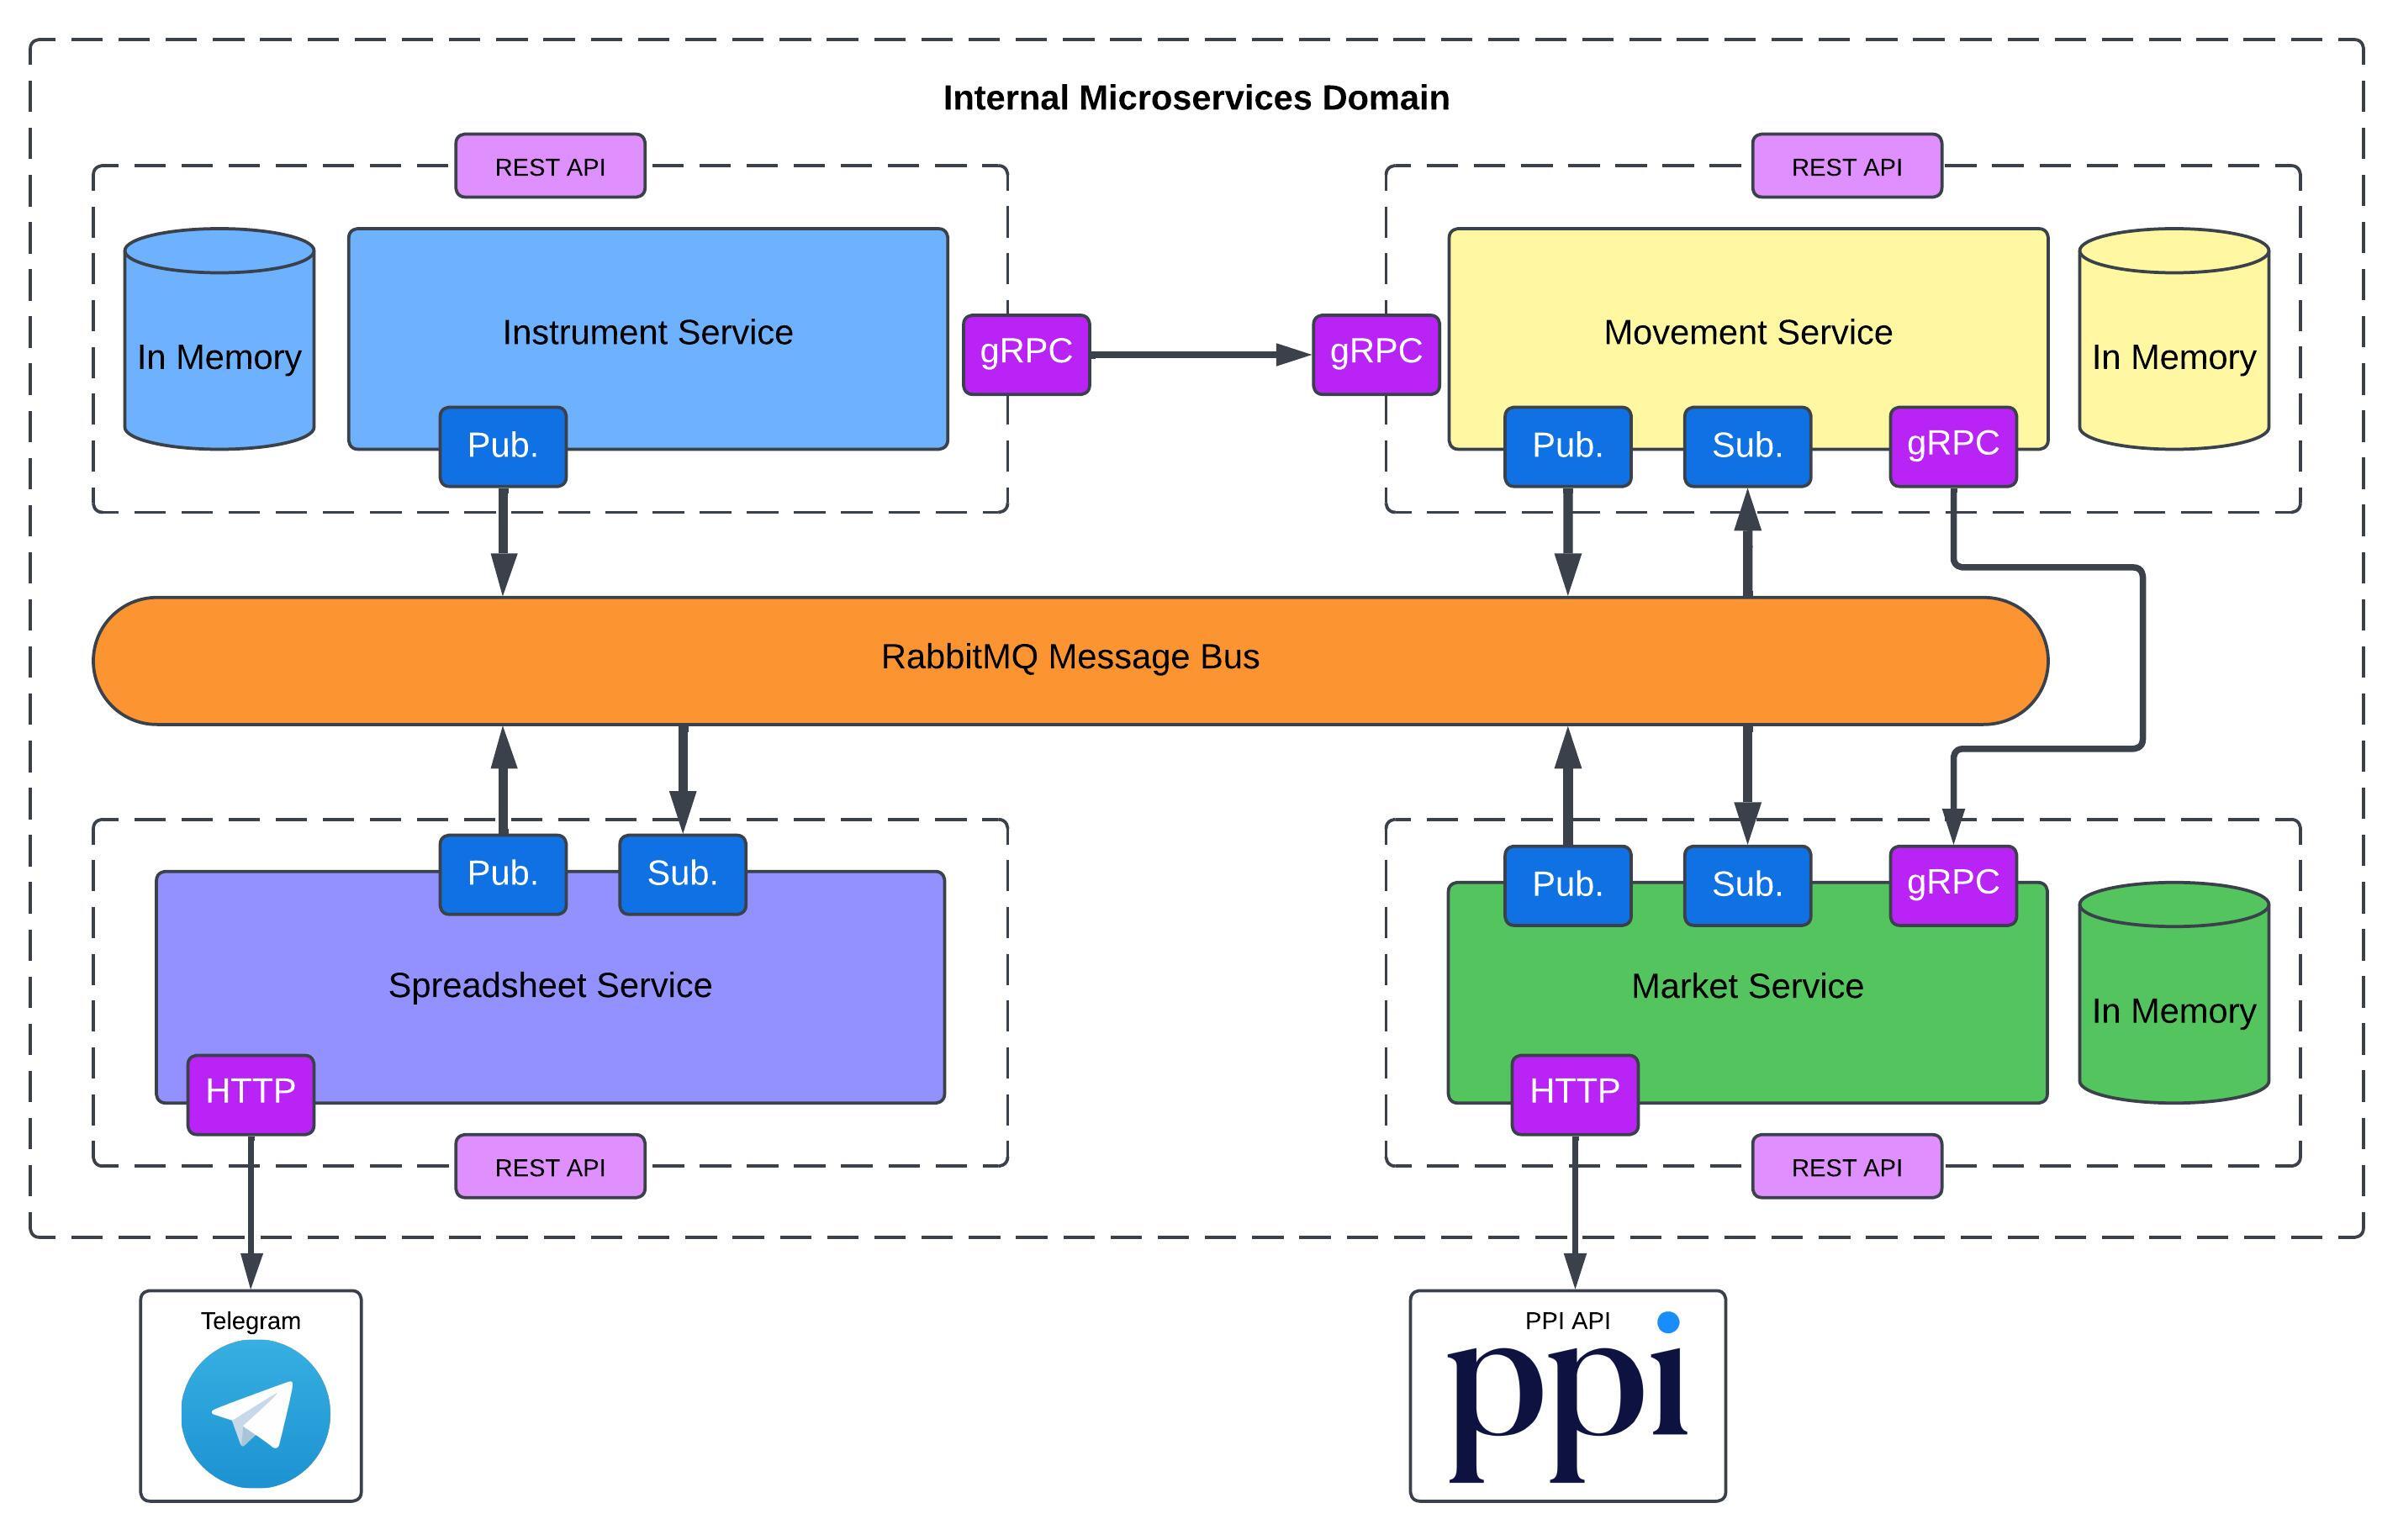 Internal Microservices Domain
REST API
REST API
In Memory
Instrument Service
gRPC
gRPC
Movement Service
In Memory
Pub.
Pub.
Sub.
gRPC
RabbitMQ Message Bus
Pub.
Sub.
Pub.
Sub.
gRPC
Spreadsheet Service
Market Service
In Memory
HTTP
HTTP
REST API
REST API
Telegram
PPI API
ppi